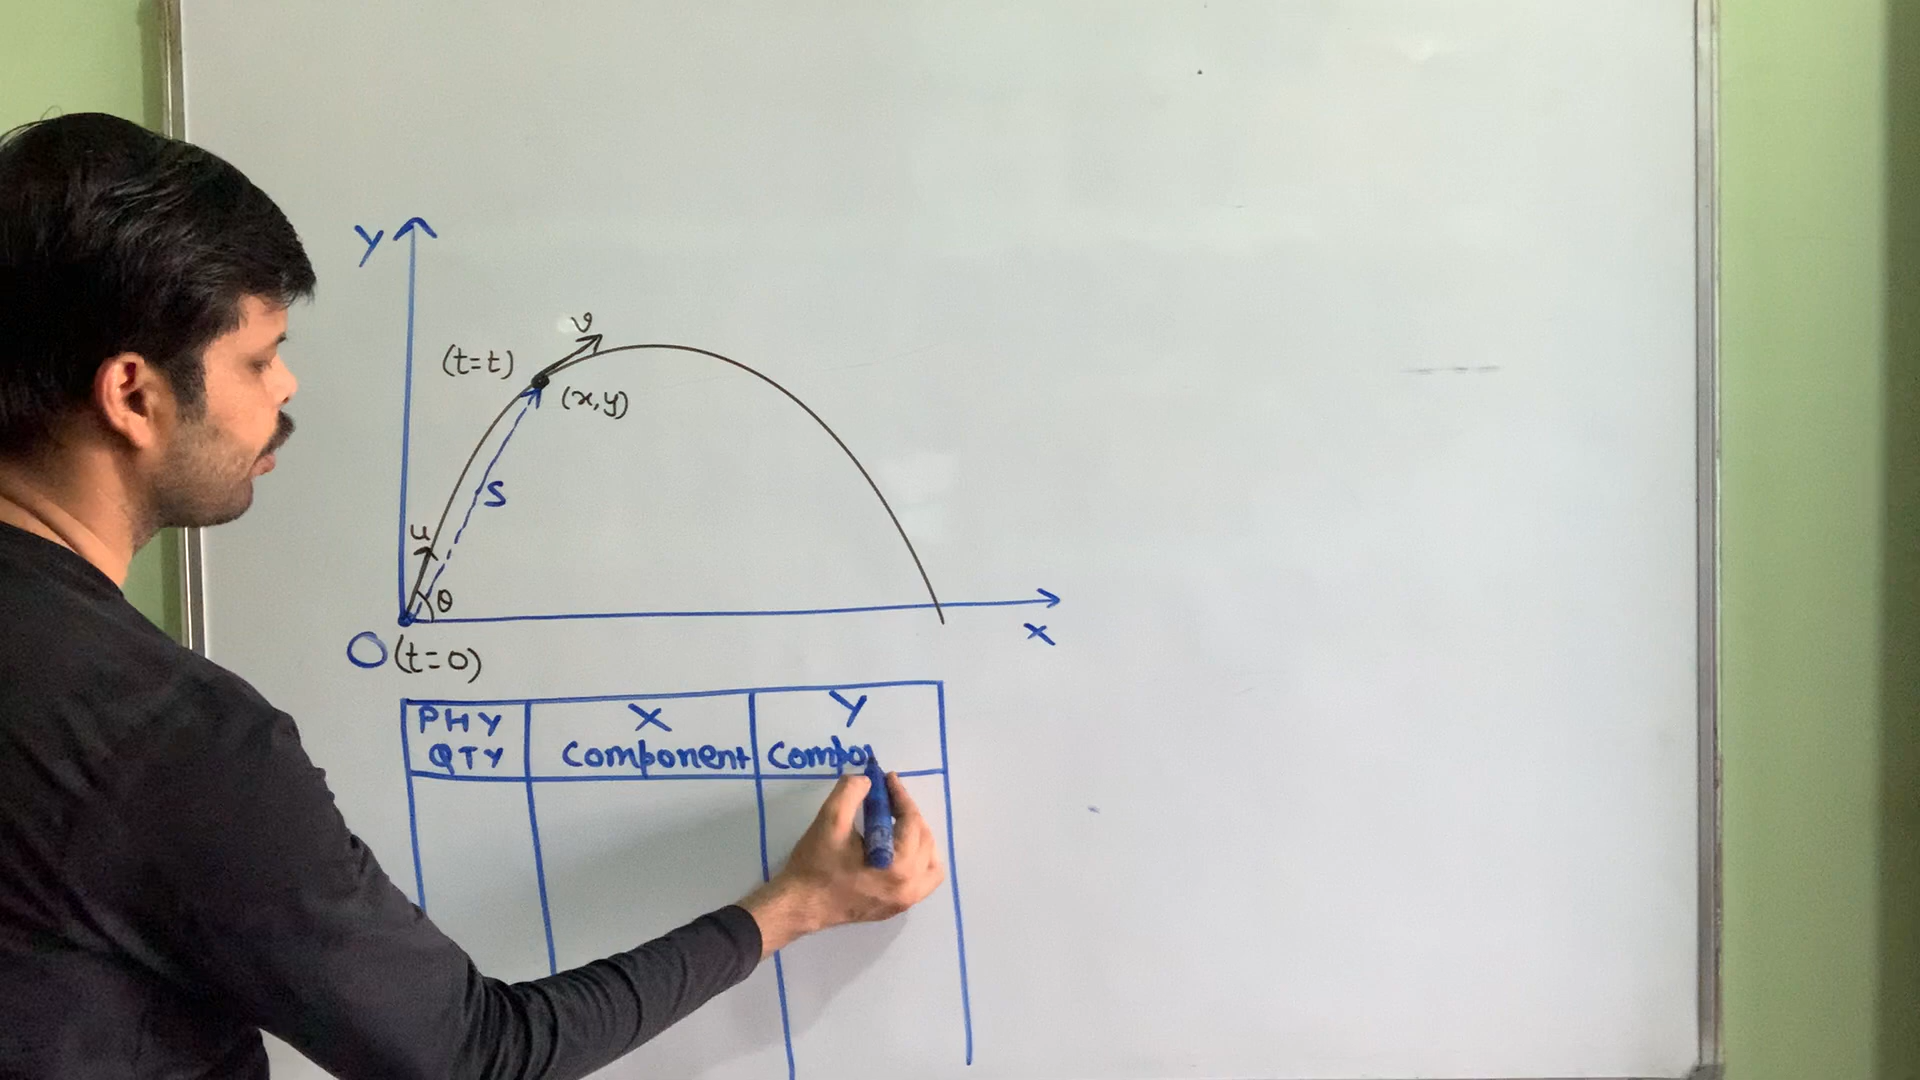 Y
v
(t=t)
(x,y)
S
u
θ
X
O (t=0)
PHY QTY
X Component
Y Compo